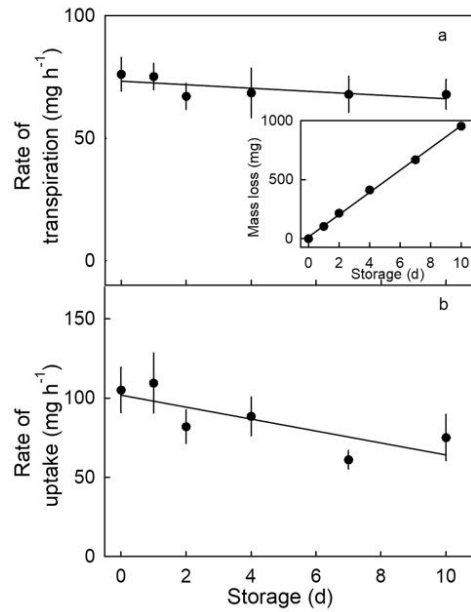 100
a
Rate of
transpiration (mg h-1)
50
1000
Mass loss (mg)
500
0
0 2 4 6 8 10
Storage (d)
0
b
150
Rate of
uptake (mg h-1)
100
50
0
0 2 4 6 8 10
Storage (d)